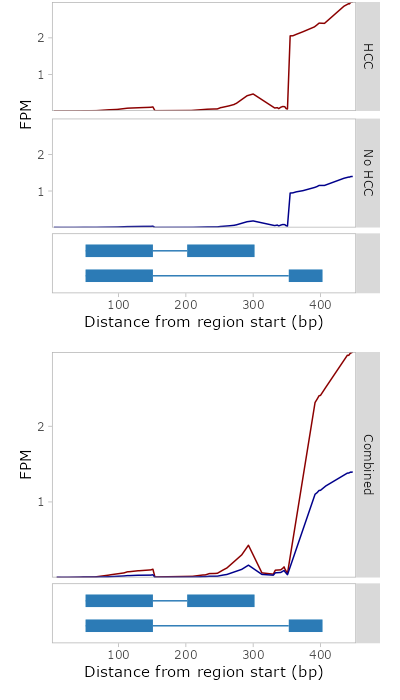 HCC
2
1
FPM
No HCC
2
1
100 200 300 400
Distance from region start (bp)
Combined
2
FPM
1
100 200 300 400
Distance from region start (bp)